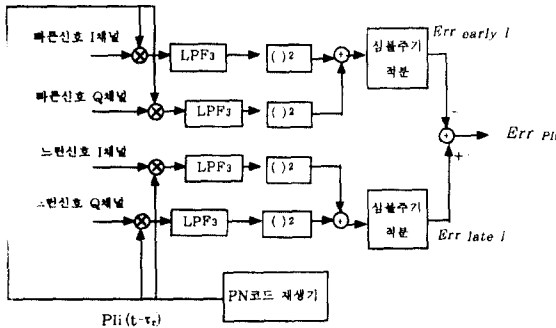 빠른신호 I채널
LPF3
( )2
심볼주기
적분
Err early l
빠른신호 Q채널
LPF3
( )2
-
Err Pli
+
느린신호 I채널
LPF3
( )2
느린신호 Q채널
LPF3
( )2
심볼주기
적분
Err late l
PN코드 재생기
Pli(t-τr)